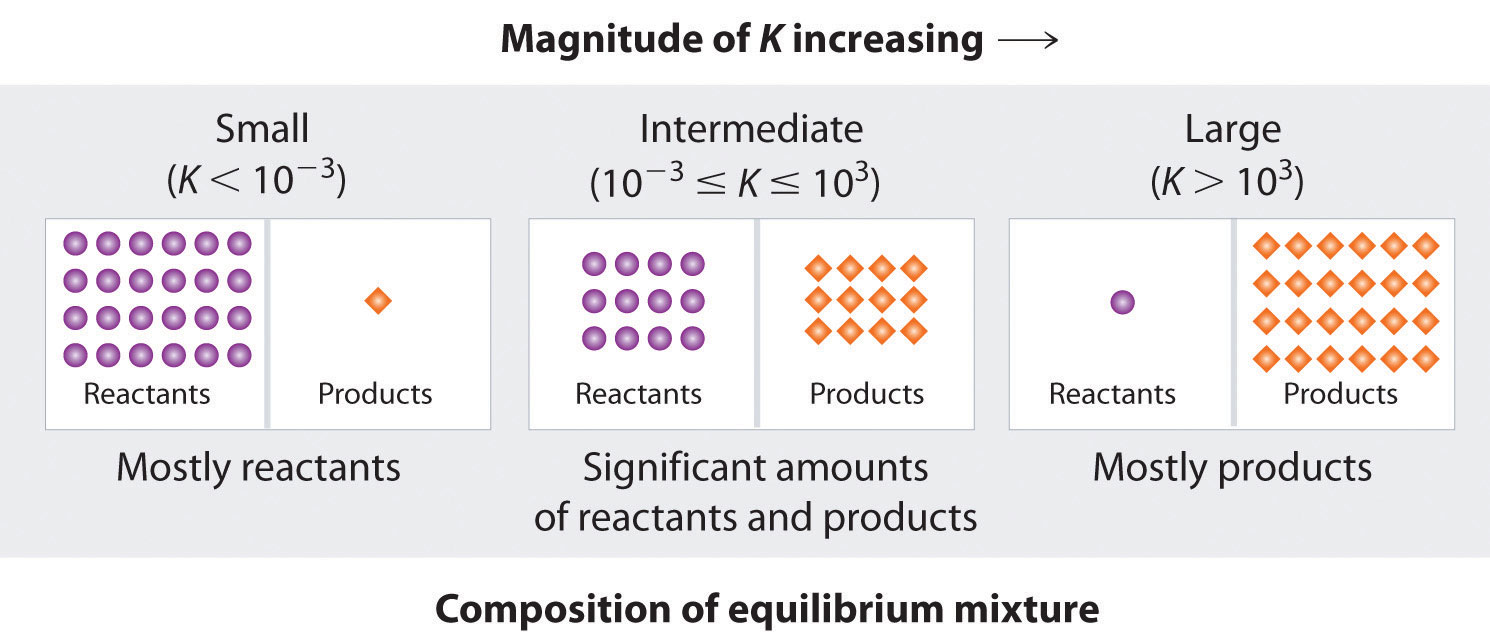 Magnitude of K increasing ⟶
Small
(K < 10⁻³)
Intermediate
(10⁻³ ≤ K ≤ 10³)
Large
(K > 10³)
Reactants
Products
Reactants
Products
Reactants
Products
Mostly reactants
Significant amounts
of reactants and products
Mostly products
Composition of equilibrium mixture